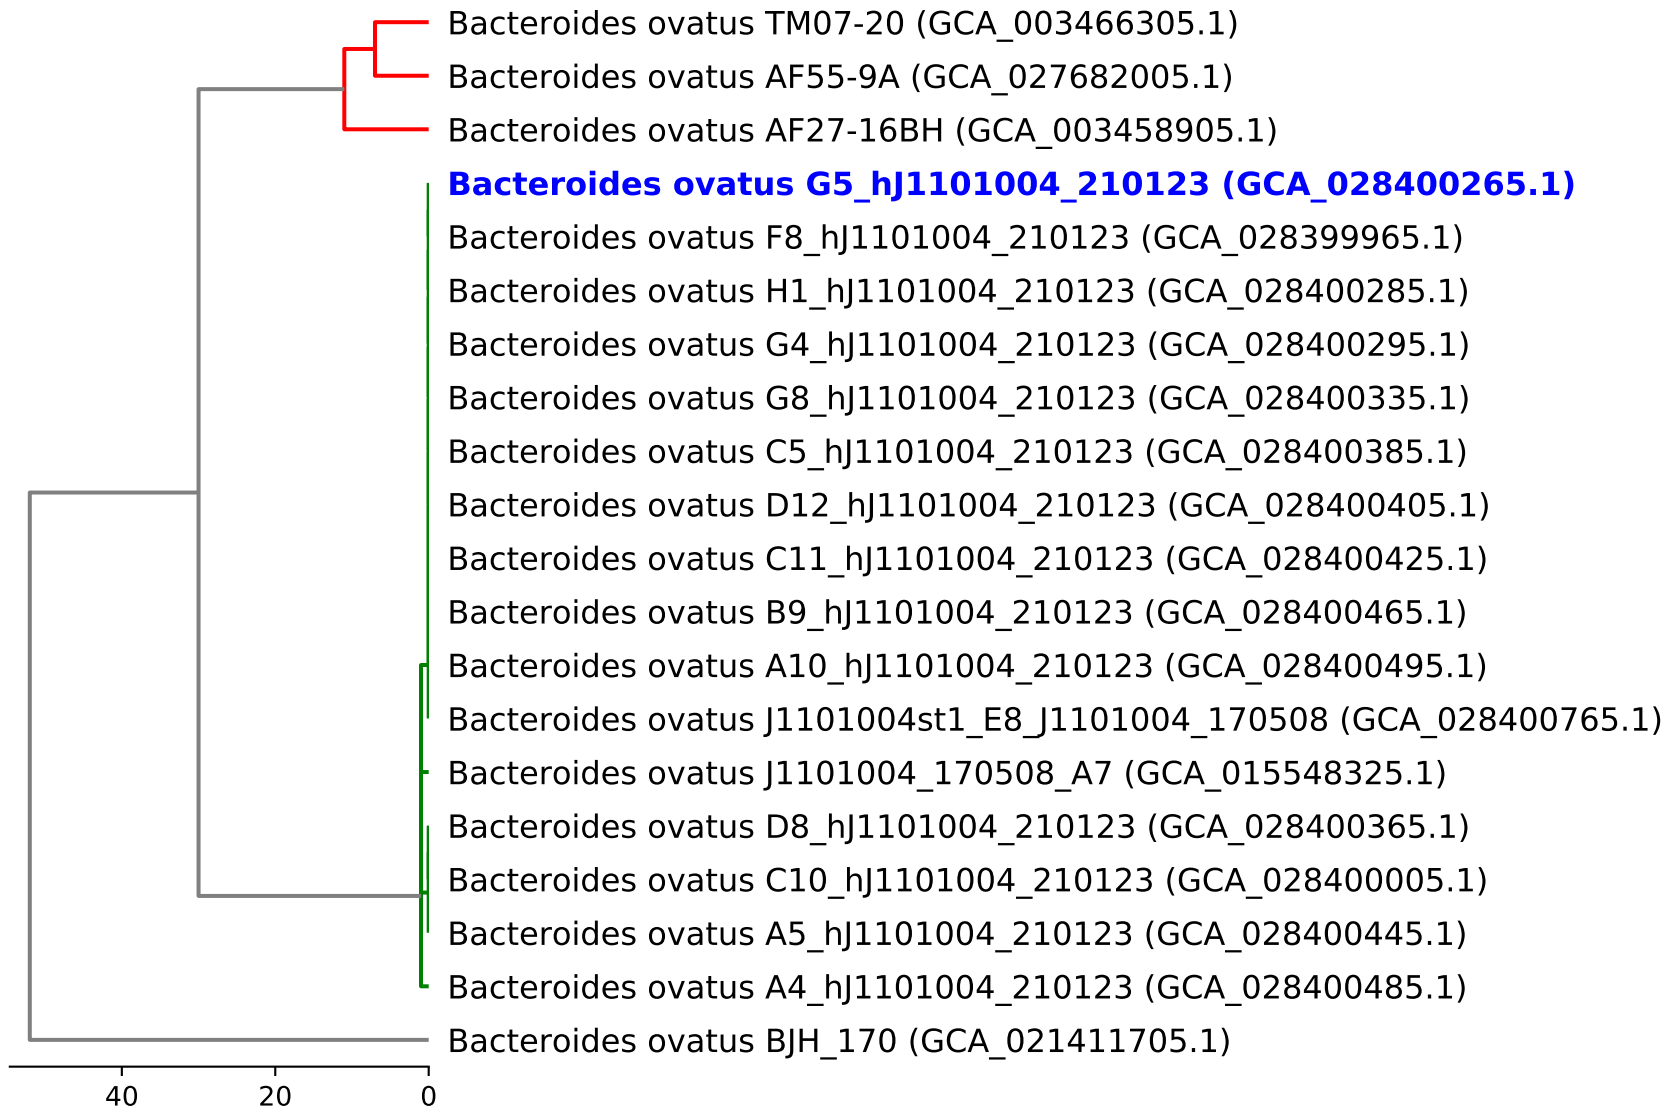 Bacteroides ovatus TM07-20 (GCA_003466305.1)
Bacteroides ovatus AF55-9A (GCA_027682005.1)
Bacteroides ovatus AF27-16BH (GCA_003458905.1)
Bacteroides ovatus G5_hJ1101004_210123 (GCA_028400265.1)
Bacteroides ovatus F8_hJ1101004_210123 (GCA_028399965.1)
Bacteroides ovatus H1_hJ1101004_210123 (GCA_028400285.1)
Bacteroides ovatus G4_hJ1101004_210123 (GCA_028400295.1)
Bacteroides ovatus G8_hJ1101004_210123 (GCA_028400335.1)
Bacteroides ovatus C5_hJ1101004_210123 (GCA_028400385.1)
Bacteroides ovatus D12_hJ1101004_210123 (GCA_028400405.1)
Bacteroides ovatus C11_hJ1101004_210123 (GCA_028400425.1)
Bacteroides ovatus B9_hJ1101004_210123 (GCA_028400465.1)
Bacteroides ovatus A10_hJ1101004_210123 (GCA_028400495.1)
Bacteroides ovatus J1101004st1_E8_J1101004_170508 (GCA_028400765.1)
Bacteroides ovatus J1101004_170508_A7 (GCA_015548325.1)
Bacteroides ovatus D8_hJ1101004_210123 (GCA_028400365.1)
Bacteroides ovatus C10_hJ1101004_210123 (GCA_028400005.1)
Bacteroides ovatus A5_hJ1101004_210123 (GCA_028400445.1)
Bacteroides ovatus A4_hJ1101004_210123 (GCA_028400485.1)
Bacteroides ovatus BJH_170 (GCA_021411705.1)
40 20 0